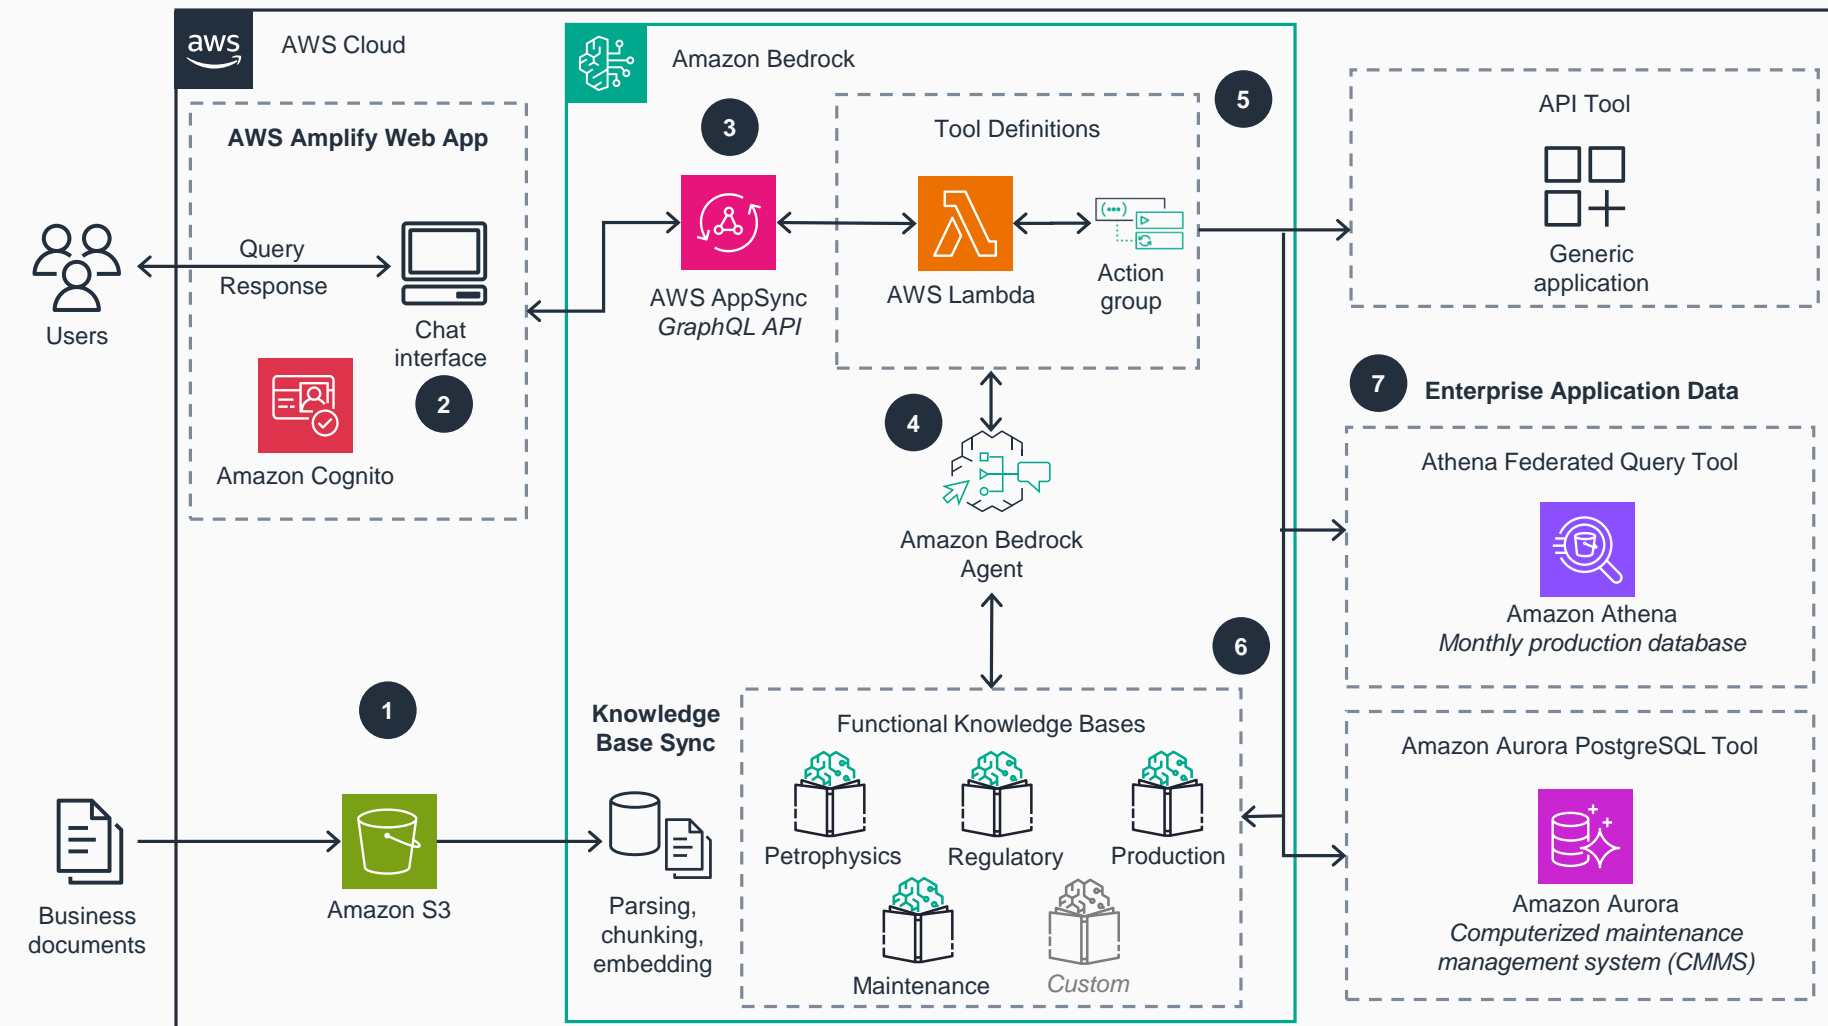 aws
AWS Cloud
Amazon Bedrock
AWS Amplify Web App
Query
Response
Users
Chat
interface
2
Amazon Cognito
3
AWS AppSync
GraphQL API
Tool Definitions
AWS Lambda
Action
group
5
API Tool
Generic
application
4
Amazon Bedrock
Agent
7
Enterprise Application Data
Athena Federated Query Tool
Amazon Athena
Monthly production database
6
1
Business
documents
Amazon S3
Knowledge
Base Sync
Parsing,
chunking,
embedding
Functional Knowledge Bases
Petrophysics
Regulatory
Production
Maintenance
Custom
Amazon Aurora PostgreSQL Tool
Amazon Aurora
Computerized maintenance
management system (CMMS)